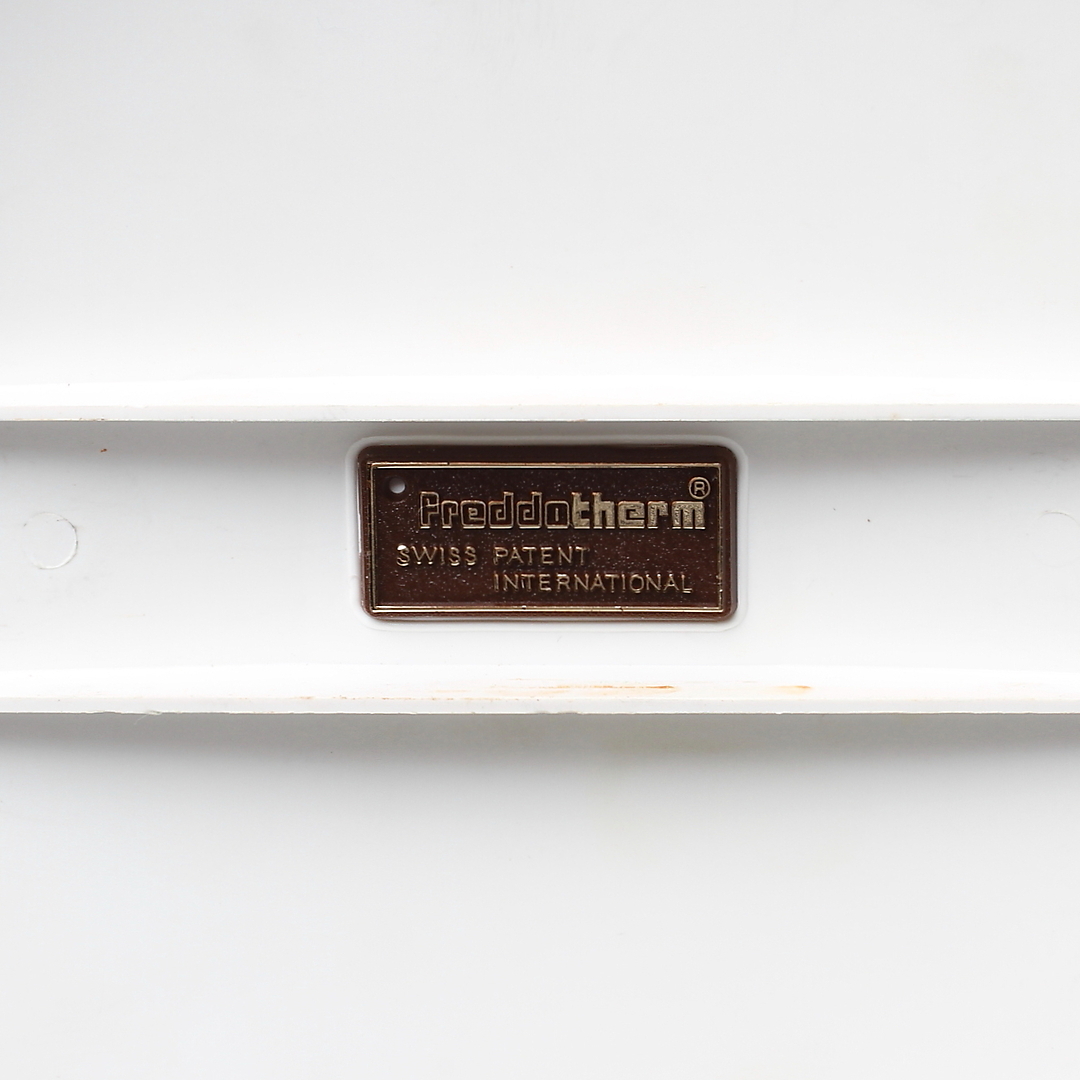 freddotherm®
SWISS PATENT
INTERNATIONAL